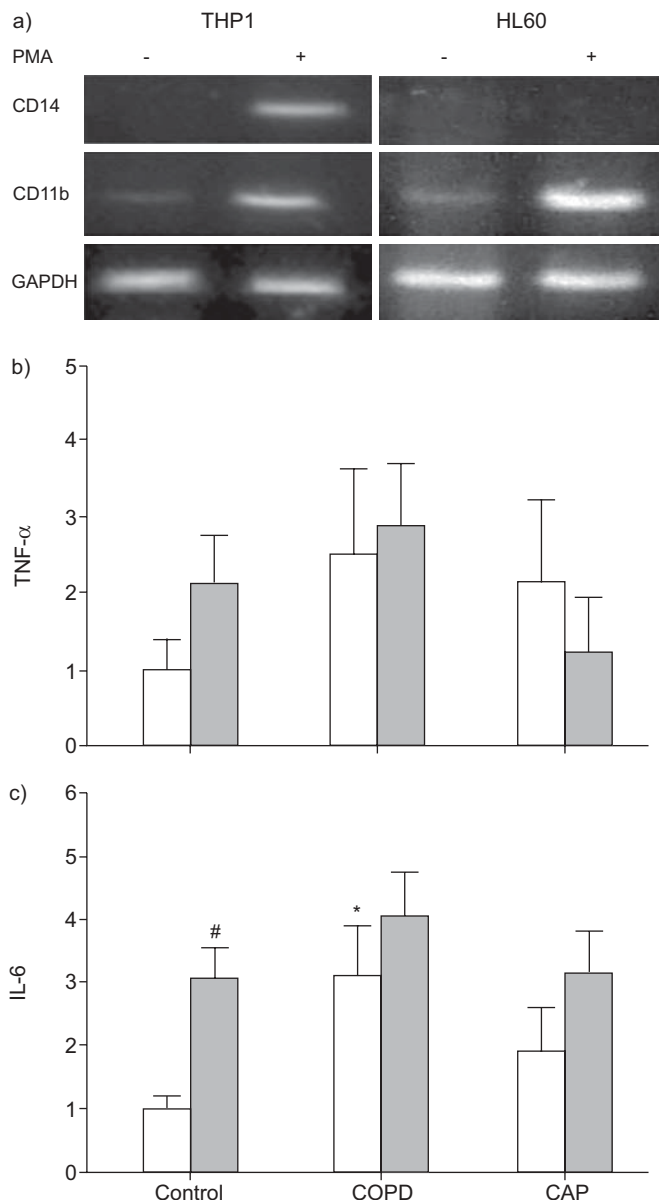 a) THP1 HL60
PMA - + - +
CD14
CD11b
GAPDH
b)
5
4
3
2
1
0
TNF-α
c)
6
5
4
3
2
1
0
IL-6
#
*
Control COPD CAP